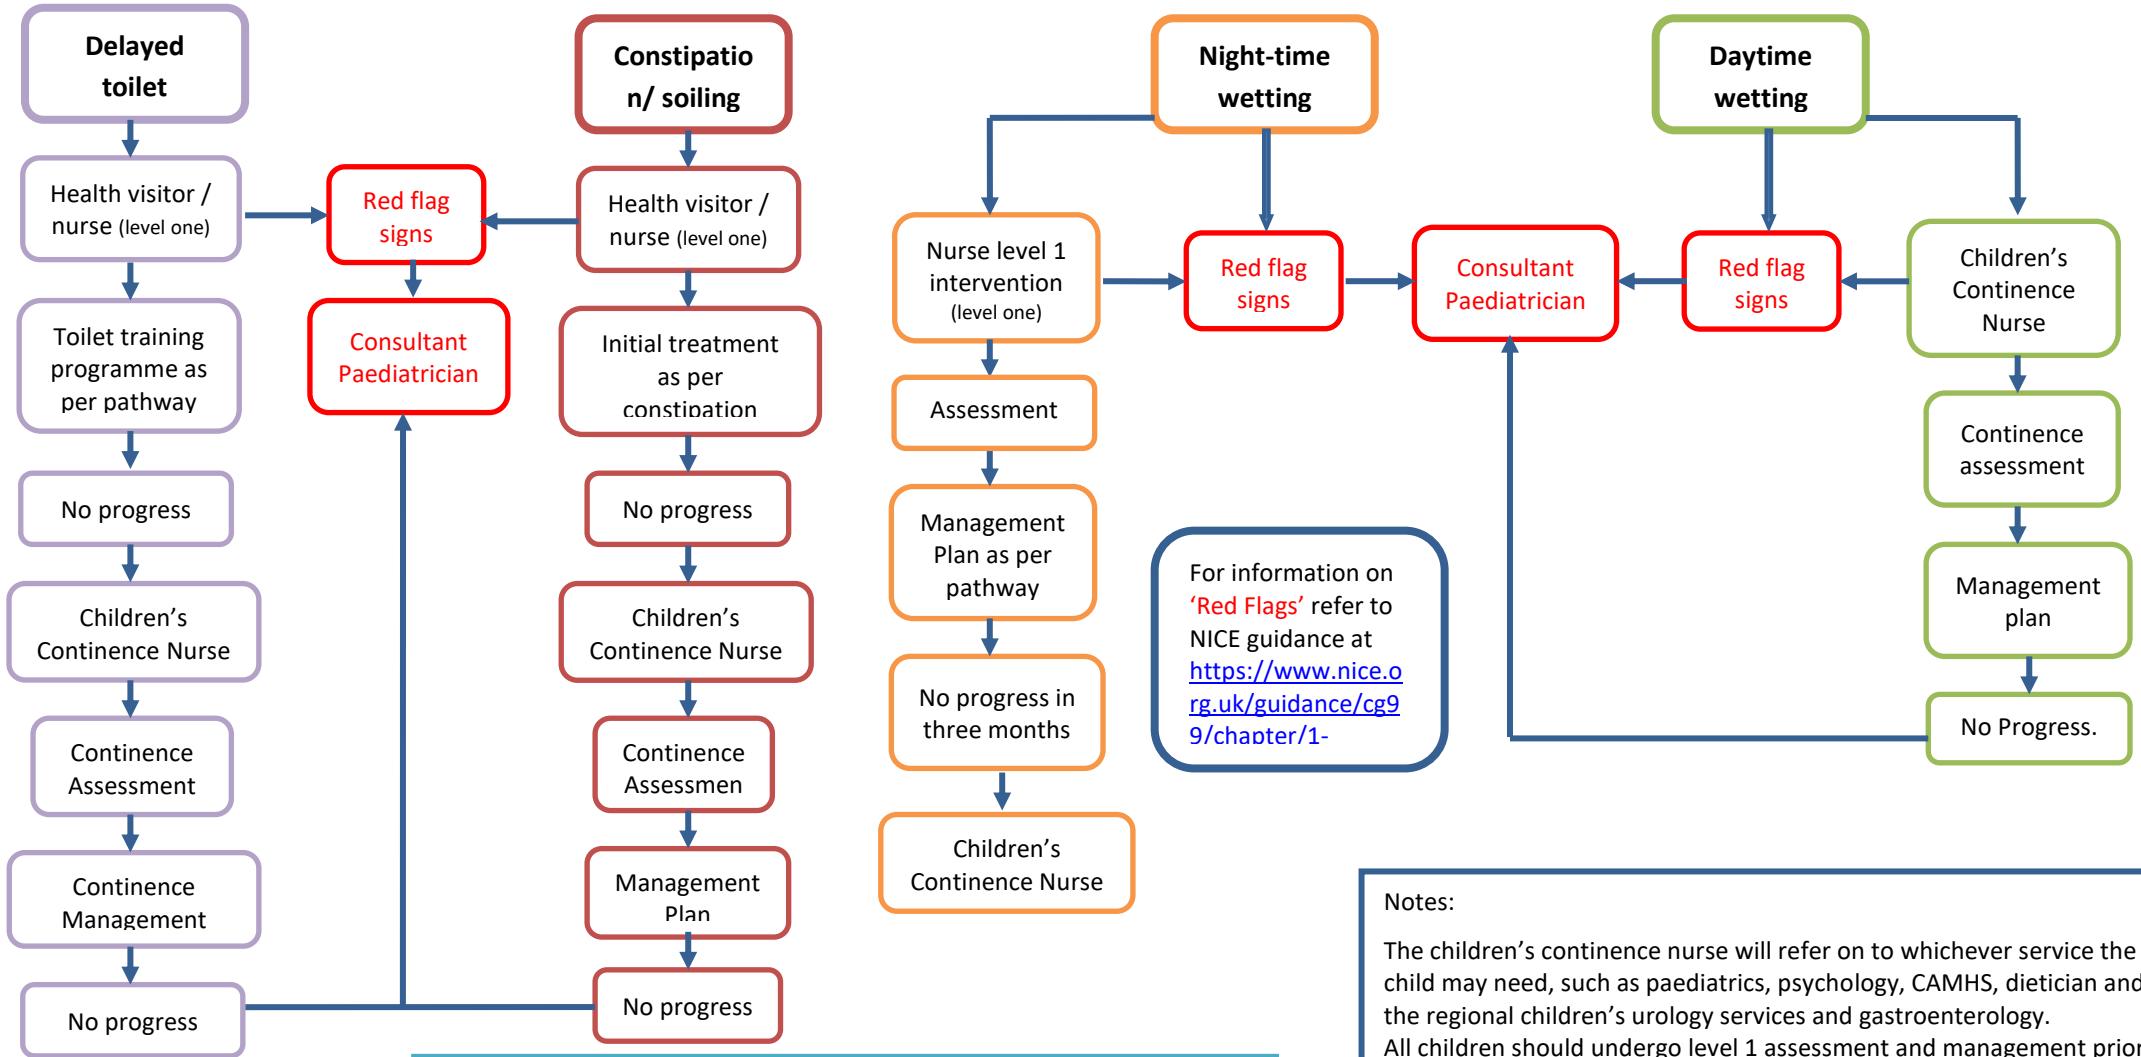 Delayed
toilet
Health visitor /
nurse (level one)
Toilet training
programme as
per pathway
No progress
Children’s
Continence Nurse
Continence
Assessment
Continence
Management
No progress
Red flag
signs
Consultant
Paediatrician
Constipatio
n/ soiling
Health visitor /
nurse (level one)
Initial treatment
as per
constipation
No progress
Children’s
Continence Nurse
Continence
Assessmen
Management
Plan
No progress
Night-time
wetting
Nurse level 1
intervention
(level one)
Assessment
Management
Plan as per
pathway
No progress in
three months
Children’s
Continence Nurse
Red flag
signs
Consultant
Paediatrician
Red flag
signs
For information on
‘Red Flags’ refer to
NICE guidance at
https://www.nice.o
rg.uk/guidance/cg9
9/chapter/1-
Daytime
wetting
Children’s
Continence
Nurse
Continence
assessment
Management
plan
No Progress.
Notes:
The children’s continence nurse will refer on to whichever service the
child may need, such as paediatrics, psychology, CAMHS, dietician and
the regional children’s urology services and gastroenterology.
All children should undergo level 1 assessment and management prior